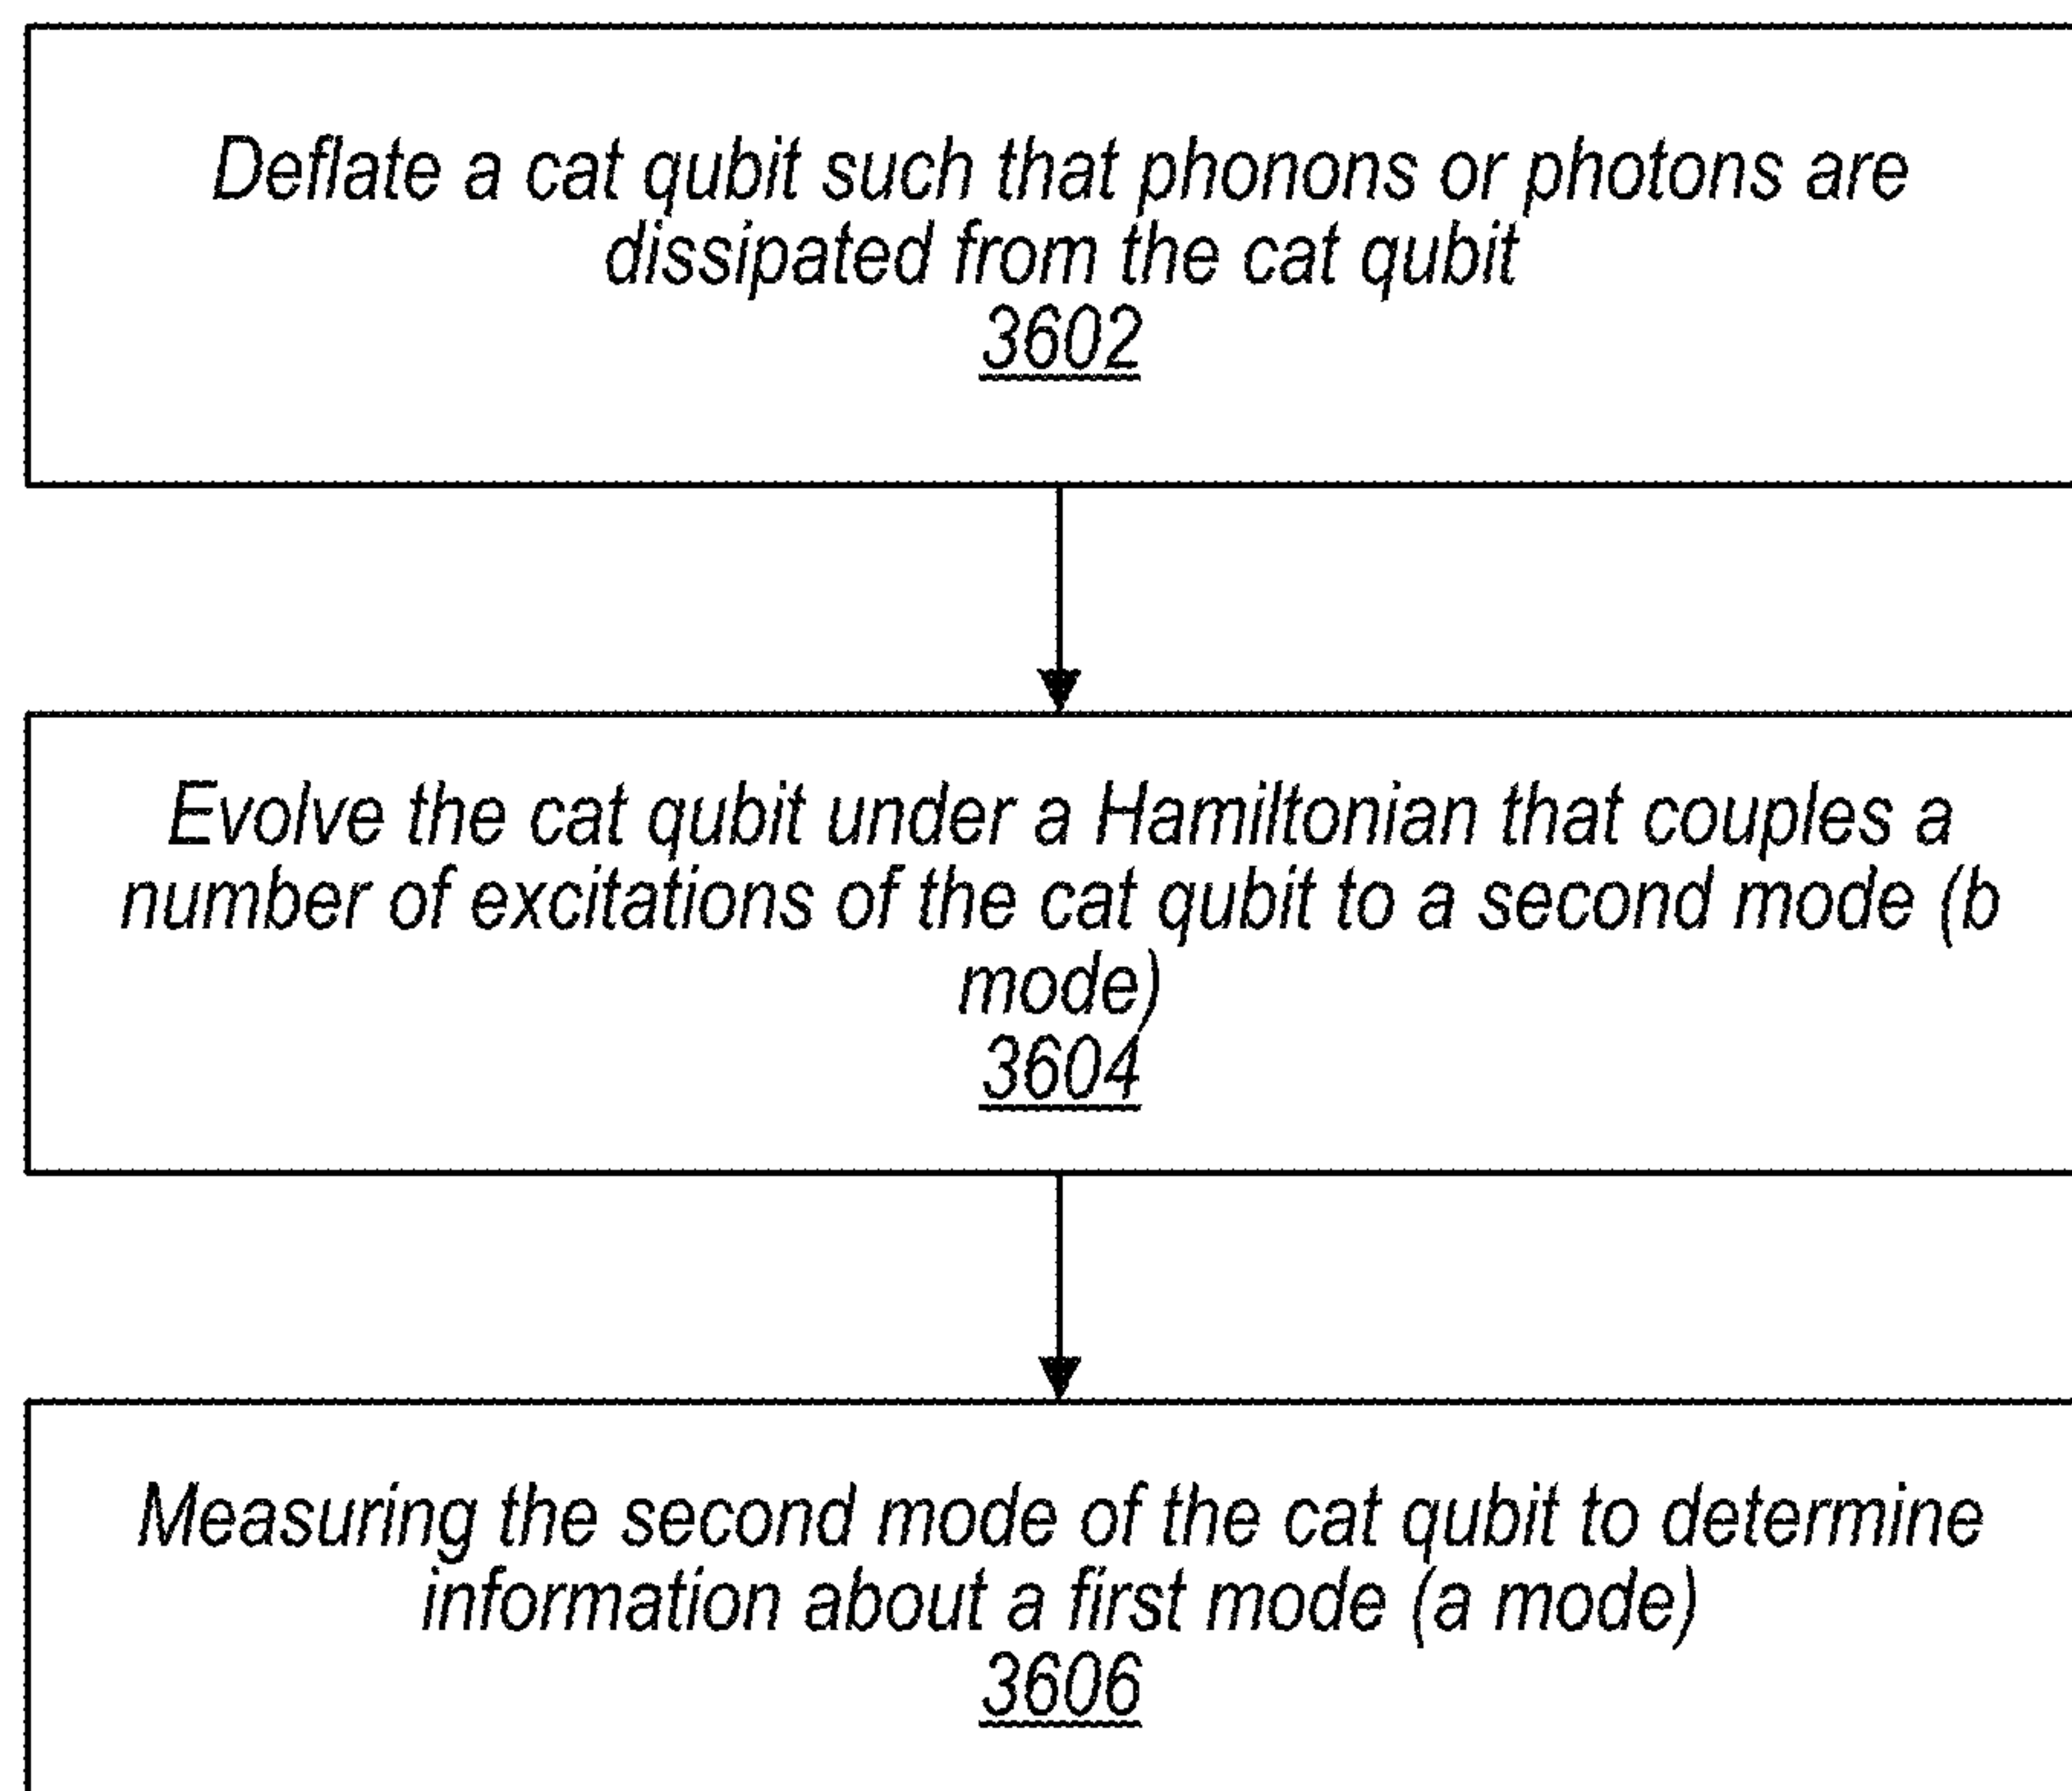 Deflate a cat qubit such that phonons or photons are
dissipated from the cat qubit
3602
Evolve the cat qubit under a Hamiltonian that couples a
number of excitations of the cat qubit to a second mode (b
mode)
3604
Measuring the second mode of the cat qubit to determine
information about a first mode (a mode)
3606